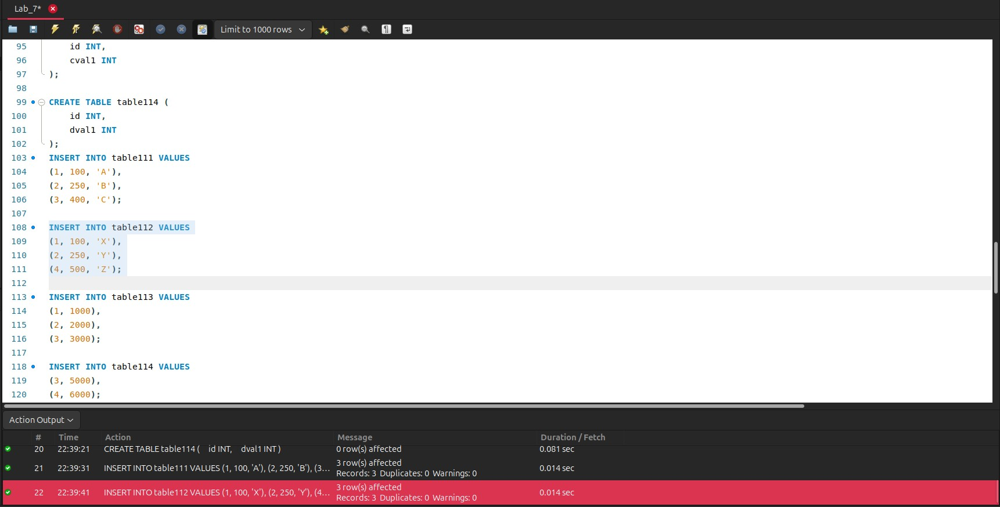 Lab_7*
Limit to 1000 rows
95 id INT,
96 cval1 INT
97 );
98
99 CREATE TABLE table114 (
100 id INT,
101 dval1 INT
102 );
103 INSERT INTO table111 VALUES
104 (1, 100, 'A'),
105 (2, 250, 'B'),
106 (3, 400, 'C');
107
108 INSERT INTO table112 VALUES
109 (1, 100, 'X'),
110 (2, 250, 'Y'),
111 (4, 500, 'Z');
112
113 INSERT INTO table113 VALUES
114 (1, 1000),
115 (2, 2000),
116 (3, 3000);
117
118 INSERT INTO table114 VALUES
119 (3, 5000),
120 (4, 6000);
Action Output
# Time Action Message Duration / Fetch
20 22:39:21 CREATE TABLE table114 ( id INT, dval1 INT ) 0 row(s) affected 0.081 sec
21 22:39:31 INSERT INTO table111 VALUES (1, 100, 'A'), (2, 250, 'B'), (3... 3 row(s) affected 0.014 sec
Records: 3 Duplicates: 0 Warnings: 0
22 22:39:41 INSERT INTO table112 VALUES (1, 100, 'X'), (2, 250, 'Y'), (4... 3 row(s) affected 0.014 sec
Records: 3 Duplicates: 0 Warnings: 0